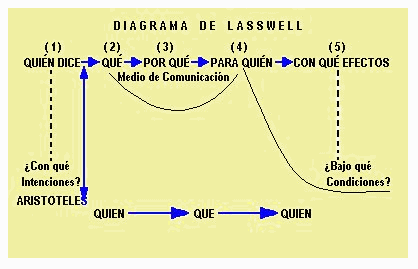 DIAGRAMA DE LASSWELL
(1) (2) (3) (4) (5)
QUIÉN DICE QUÉ POR QUÉ PARA QUIÉN CON QUÉ EFECTOS
Medio de Comunicación
¿Con qué
Intenciones?
¿Bajo qué
Condiciones?
ARISTOTELES
QUIEN QUE QUIEN